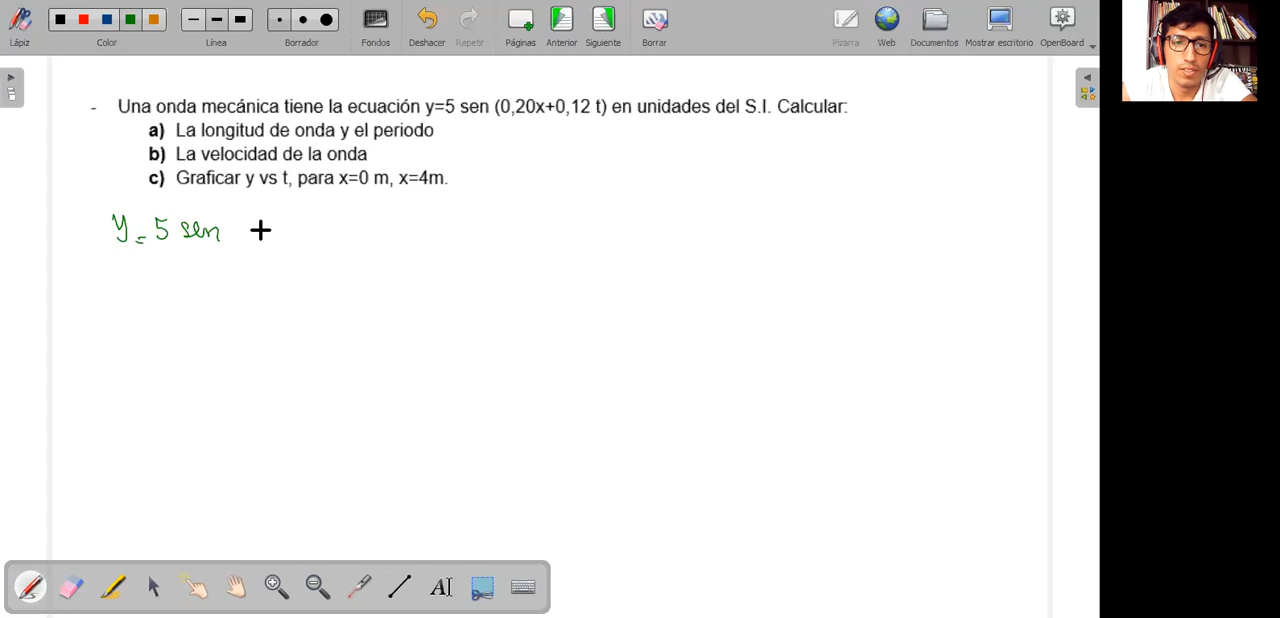 Lápiz Color Línea Borrador Fondos Deshacer Repetir Páginas Anterior Siguiente Borrar Pizarra Web Documentos Mostrar escritorio OpenBoard
- Una onda mecánica tiene la ecuación y=5 sen (0,20x+0,12 t) en unidades del S.I. Calcular:
a) La longitud de onda y el periodo
b) La velocidad de la onda
c) Graficar y vs t, para x=0 m, x=4m.
y = 5 sen